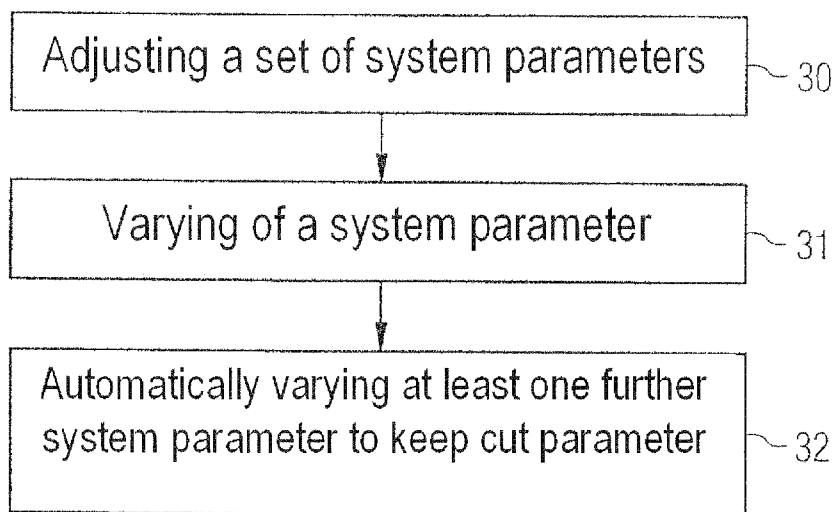 Adjusting a set of system parameters
30
Varying of a system parameter
31
Automatically varying at least one further
system parameter to keep cut parameter
32